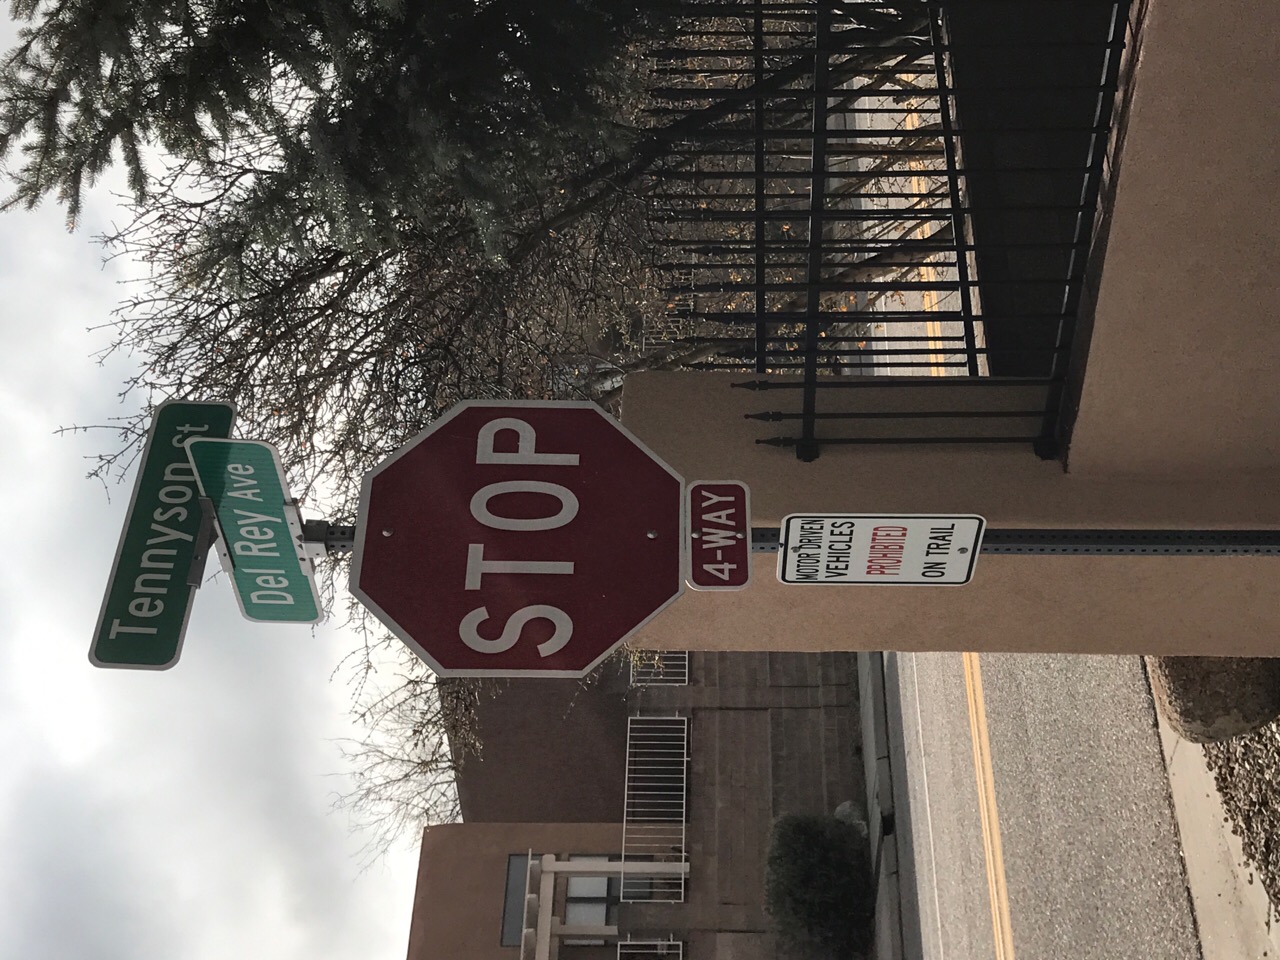 Tennyson St
Del Rey Ave
STOP
4-WAY
MOTOR DRIVEN
VEHICLES
PROHIBITED
ON TRAIL